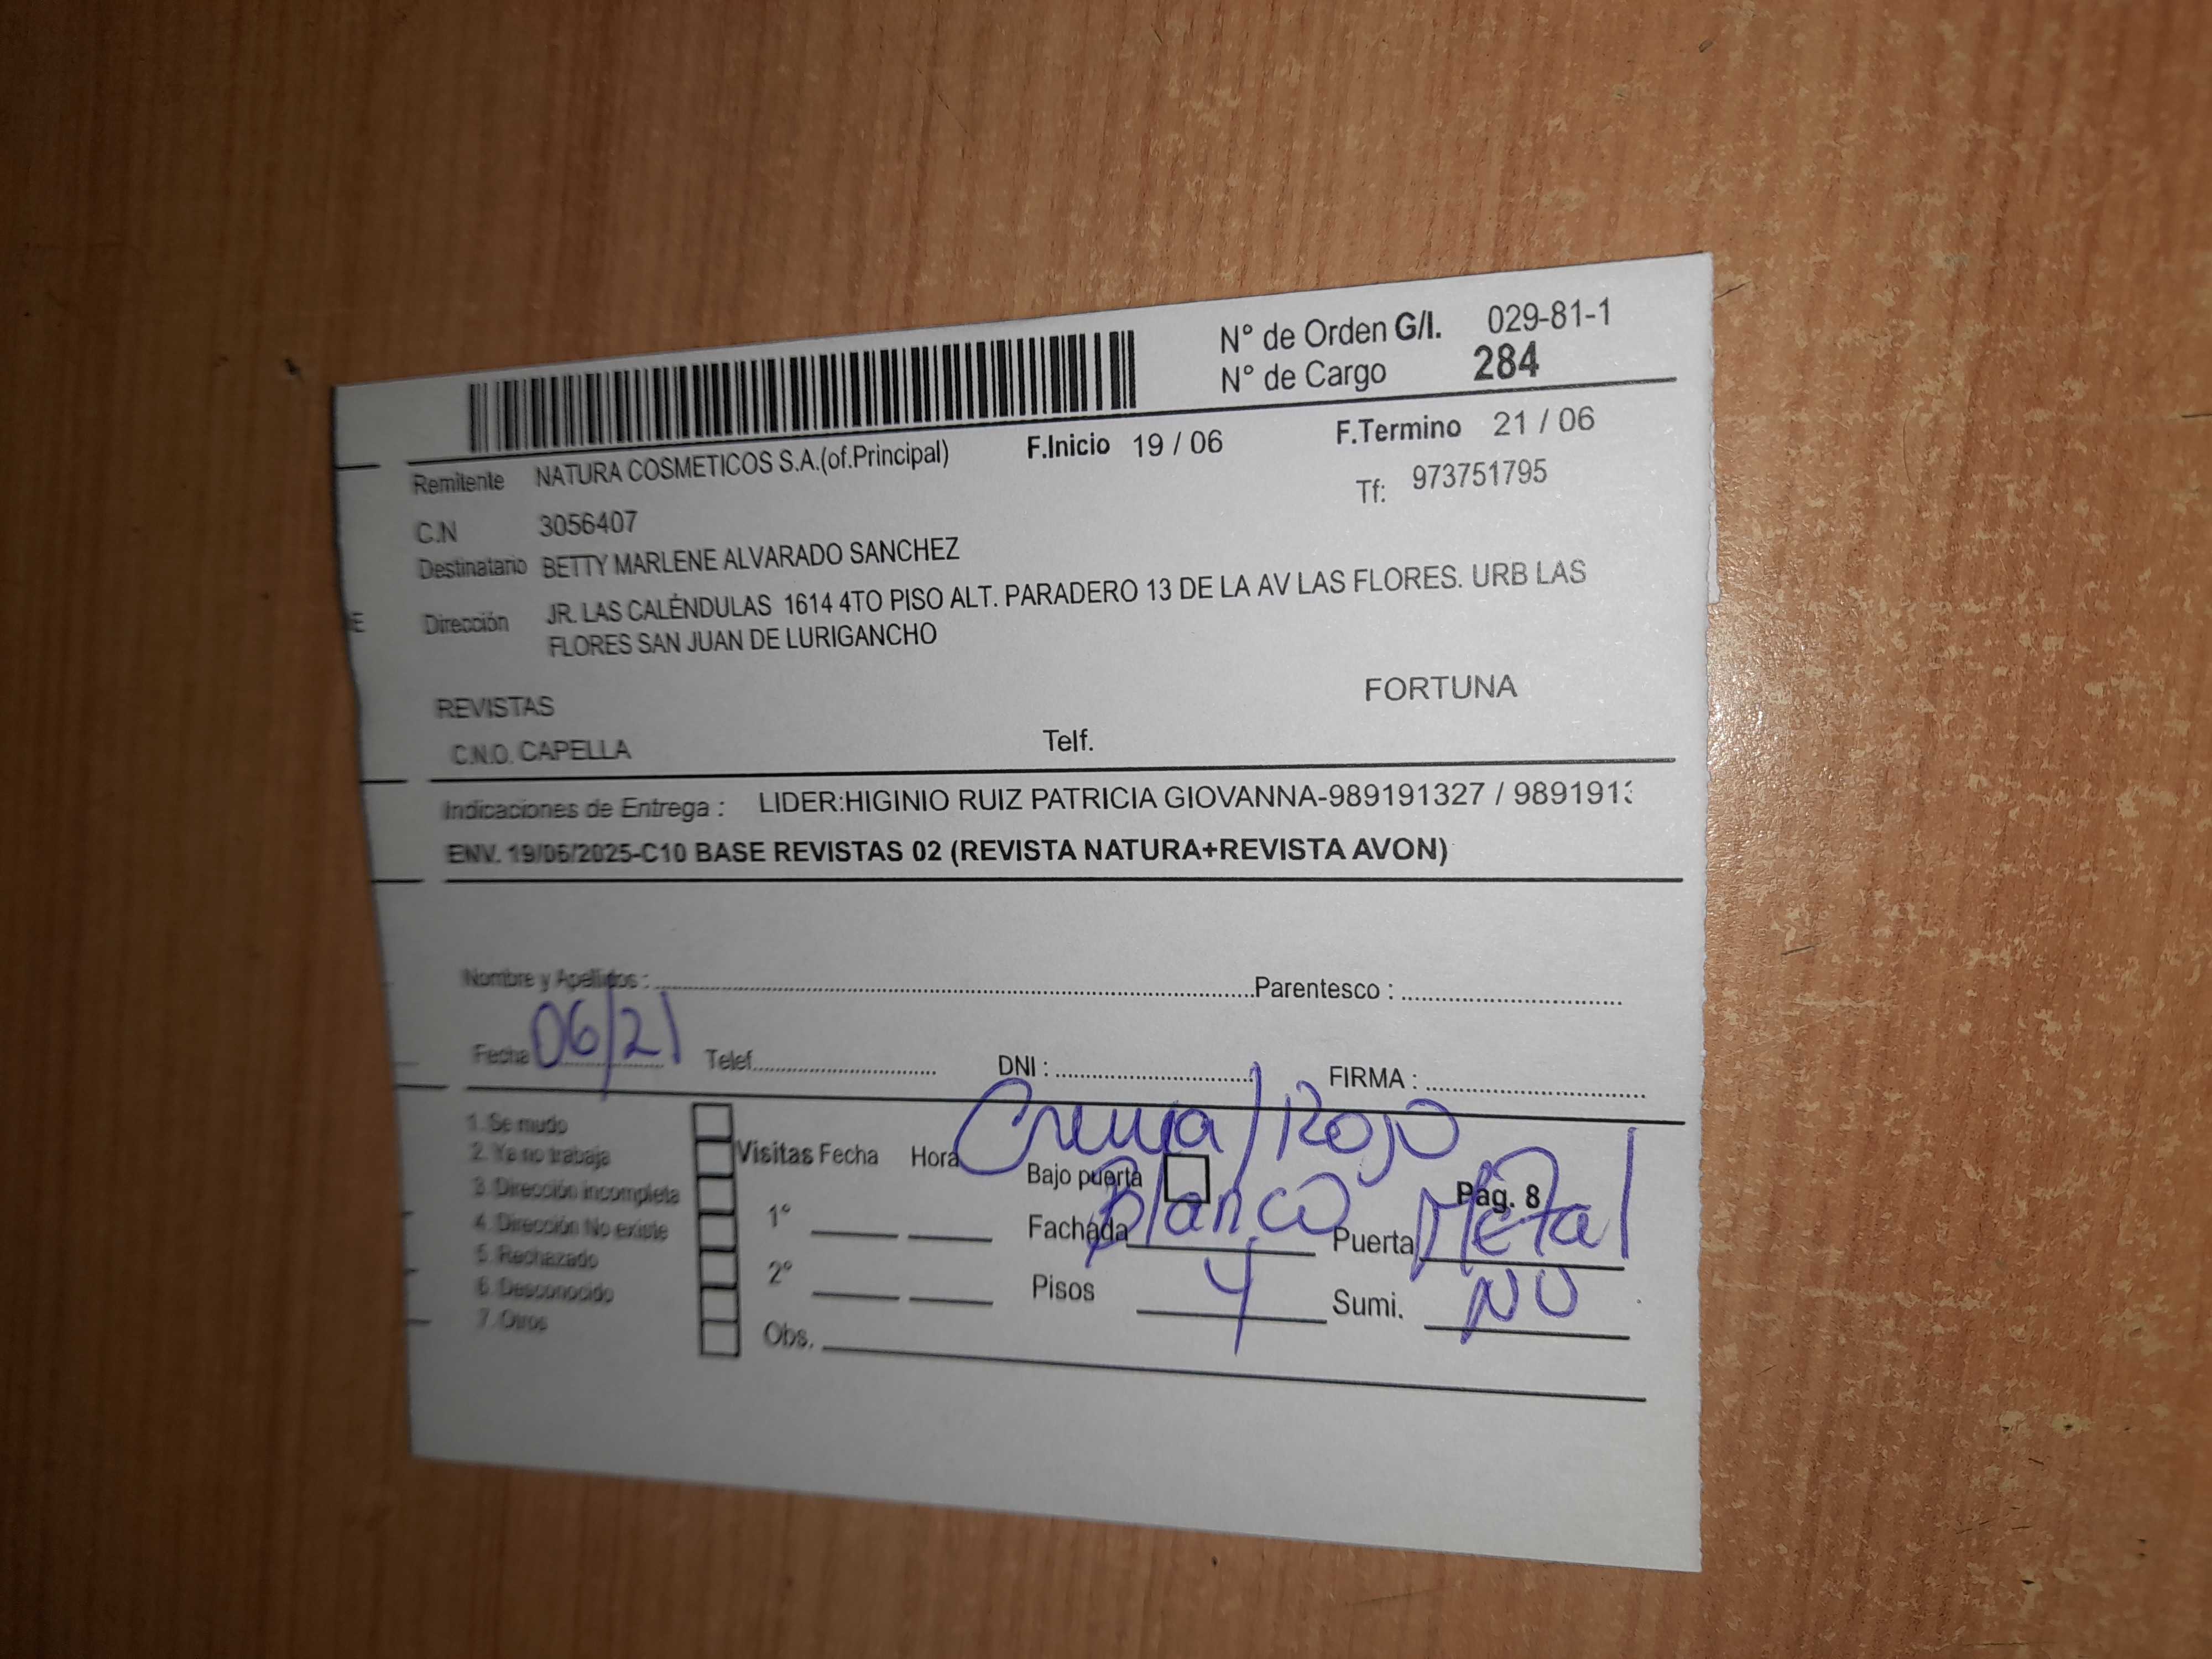 N° de Orden G/I. 029-81-1
N° de Cargo 284
Remitente NATURA COSMETICOS S.A.(of.Principal) F.Inicio 19 / 06 F.Termino 21 / 06
C.N 3056407 Tf: 973751795
Destinatario BETTY MARLENE ALVARADO SANCHEZ
Dirección JR. LAS CALÉNDULAS 1614 4TO PISO ALT. PARADERO 13 DE LA AV LAS FLORES. URB LAS
FLORES SAN JUAN DE LURIGANCHO
REVISTAS FORTUNA
C.N.O. CAPELLA Telf.
Indicaciones de Entrega : LIDER:HIGINIO RUIZ PATRICIA GIOVANNA-989191327 / 9891913
ENV. 19/06/2025-C10 BASE REVISTAS 02 (REVISTA NATURA+REVISTA AVON)
Nombre y Apellidos : Parentesco :
Fecha 06/21 Telef. DNI : FIRMA :
Crema/Rojo
1. Se mudo
2. Ya no trabaja Visitas Fecha Hora Bajo puerta Pág. 8
3. Dirección incompleta
4. Dirección No existe 1° Fachada Blanco Puerta Metal
5. Rechazado
6. Desconocido 2° Pisos 4 Sumi. NO
7. Otros Obs.